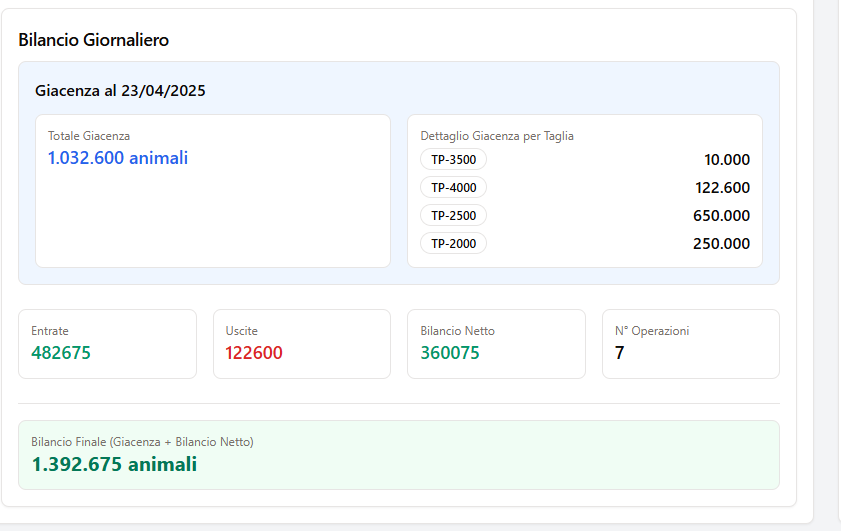 Bilancio Giornaliero
Giacenza al 23/04/2025
Totale Giacenza
1.032.600 animali
Dettaglio Giacenza per Taglia
TP-3500 10.000
TP-4000 122.600
TP-2500 650.000
TP-2000 250.000
Entrate
482675
Uscite
122600
Bilancio Netto
360075
N° Operazioni
7
Bilancio Finale (Giacenza + Bilancio Netto)
1.392.675 animali